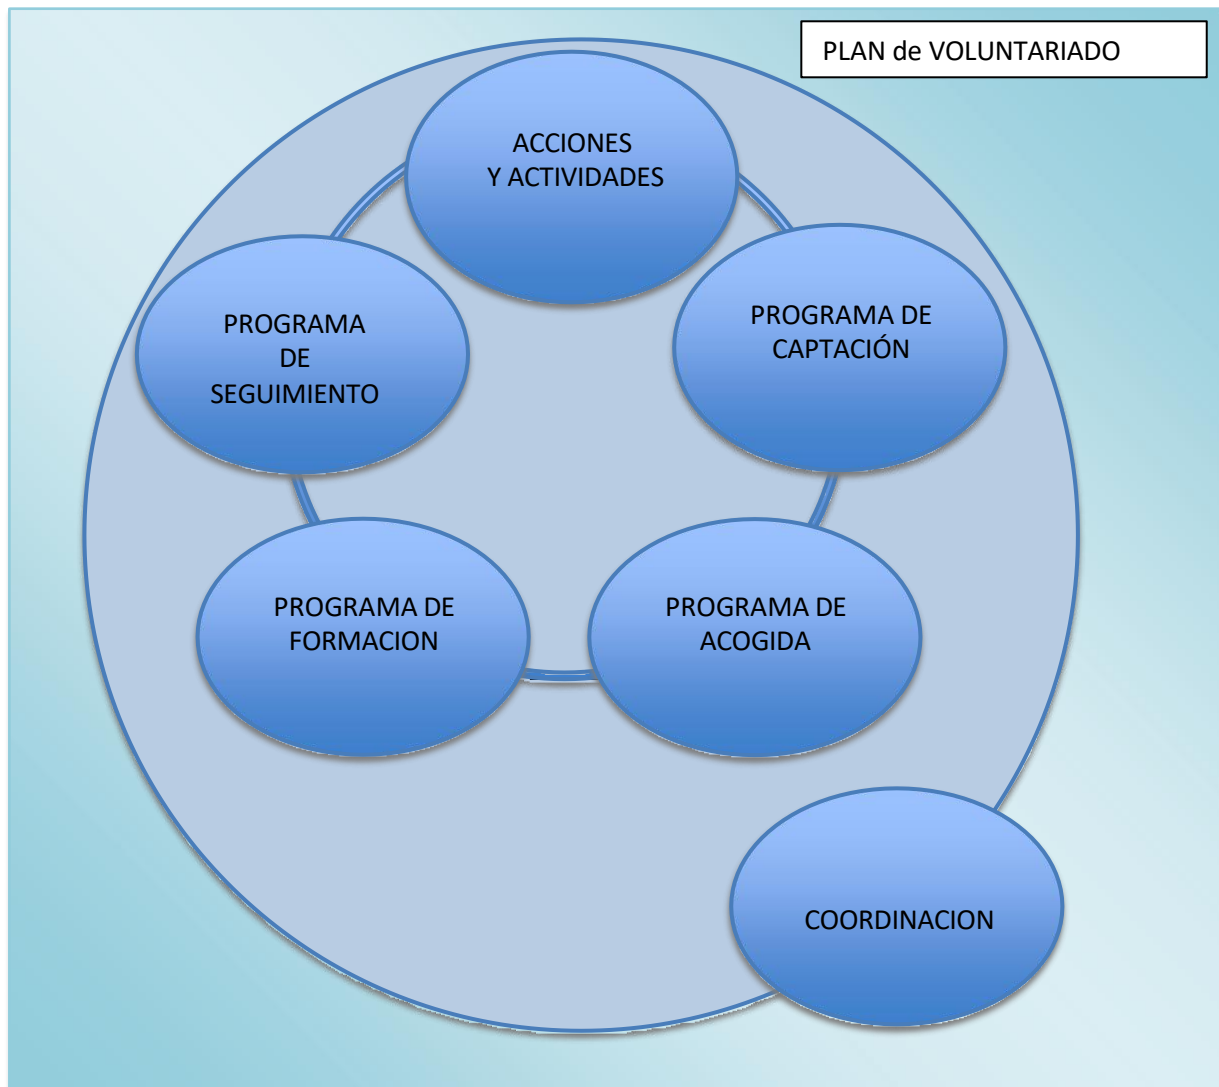 PLAN de VOLUNTARIADO
ACCIONES
Y ACTIVIDADES
PROGRAMA DE
CAPTACIÓN
PROGRAMA
DE
SEGUIMIENTO
PROGRAMA DE
FORMACION
PROGRAMA DE
ACOGIDA
COORDINACION